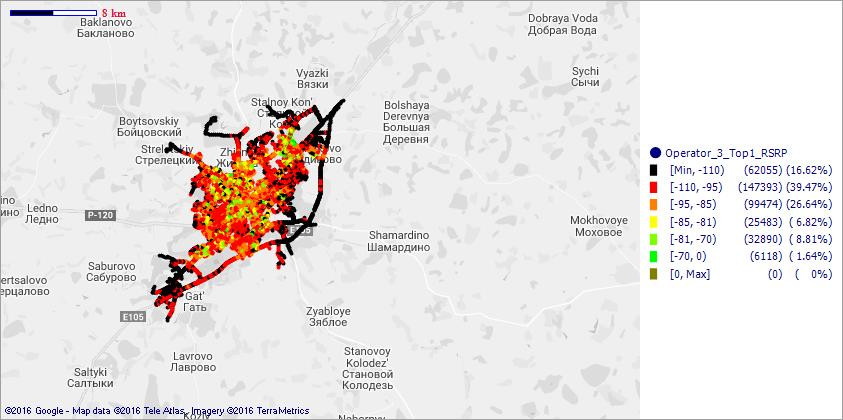 8 km
Baklanovo
Бакланово
Dobraya Voda
Добрая Вода
Vyazki
Вязки
Sychi
Сычи
Stalnoy Kon'
Bolshaya
Derevnya
Большая
Деревня
Boytsovskiy
Бойцовский
Стрелецкий
Ledno
Ледно
P-120
Mokhovoye
Моховое
Shamardino
Шамардино
Saburovo
Сабурово
Gat'
Гать
E105
Zyabloye
Зяблое
Lavrovo
Лаврово
Stanovoy
Kolodez'
Становой
Колодезь
Saltyki
Салтыки
©2016 Google - Map data ©2016 Tele Atlas, Imagery ©2016 TerraMetrics
Operator_3_Top1_RSRP
[Min, -110) (62055) (16.62%)
[-110, -95) (147393) (39.47%)
[-95, -85) (99474) (26.64%)
[-85, -81) (25483) ( 6.82%)
[-81, -70) (32890) ( 8.81%)
[-70, 0) (6118) ( 1.64%)
[0, Max] (0) ( 0%)